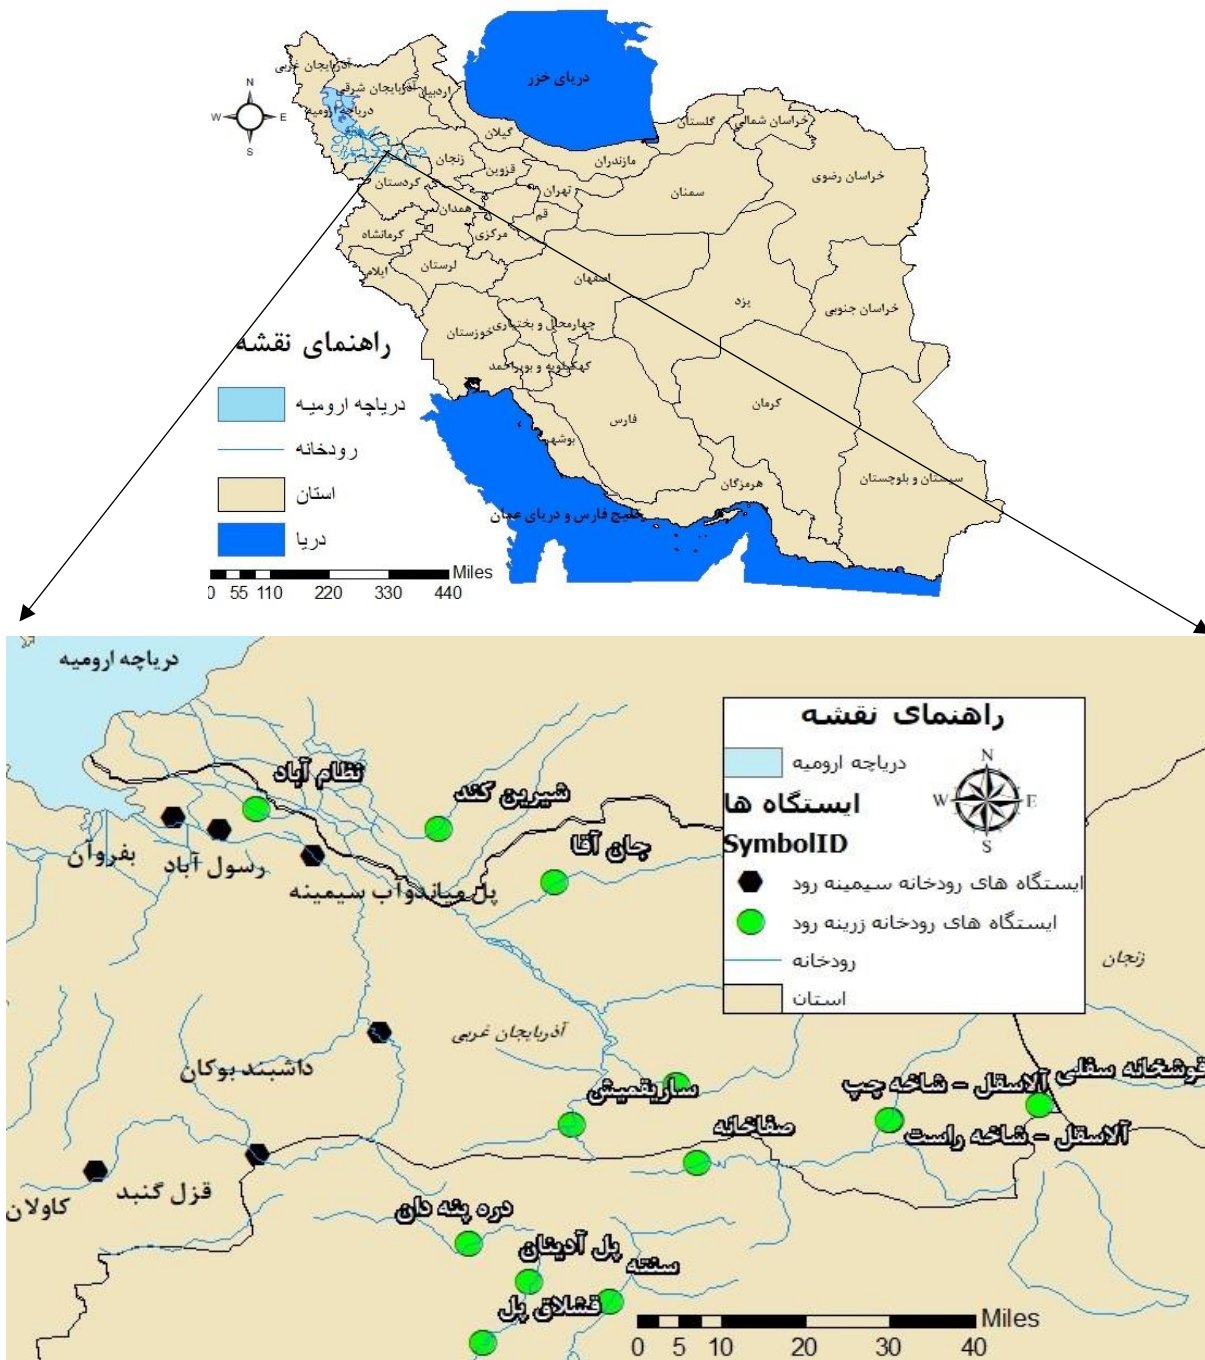 دریای خزر
آذربایجان غربی
آذربایجان شرقی
اردبیل
دریاچه ارومیه
گیلان
گلستان
خراسان شمالی
مازندران
زنجان
قزوین
خراسان رضوی
سمنان
تهران
کردستان
همدان
قم
مرکزی
کرمانشاه
لرستان
ایلام
اصفهان
یزد
خراسان جنوبی
چهارمحال و بختیاری
خوزستان
کهگیلویه و بویراحمد
کرمان
فارس
بوشهر
هرمزگان
سیستان و بلوچستان
خلیج فارس و دریای عمان
N
W
E
S
راهنمای نقشه
دریاچه ارومیه
رودخانه
استان
دریا
Miles
0 55 110 220 330 440
دریاچه ارومیه
نظام آباد
شیرین کند
جان آقا
بفروان
رسول آباد
پل میاندوآب سیمینه
راهنمای نقشه
دریاچه ارومیه
N
W
E
S
ایستگاه ها
SymbolID
ایستگاه های رودخانه سیمینه رود
ایستگاه های رودخانه زرینه رود
رودخانه
استان
زنجان
آذربایجان غربی
داشبند بوکان
ساریقمیش
صفاخانه
قوشخانه سفلی
آلاسقل - شاخه چپ
آلاسقل - شاخه راست
کاولان
قزل گنبد
دره پنه دان
پل آدینان
سنته
قشلاق پل
Miles
0 5 10 20 30 40